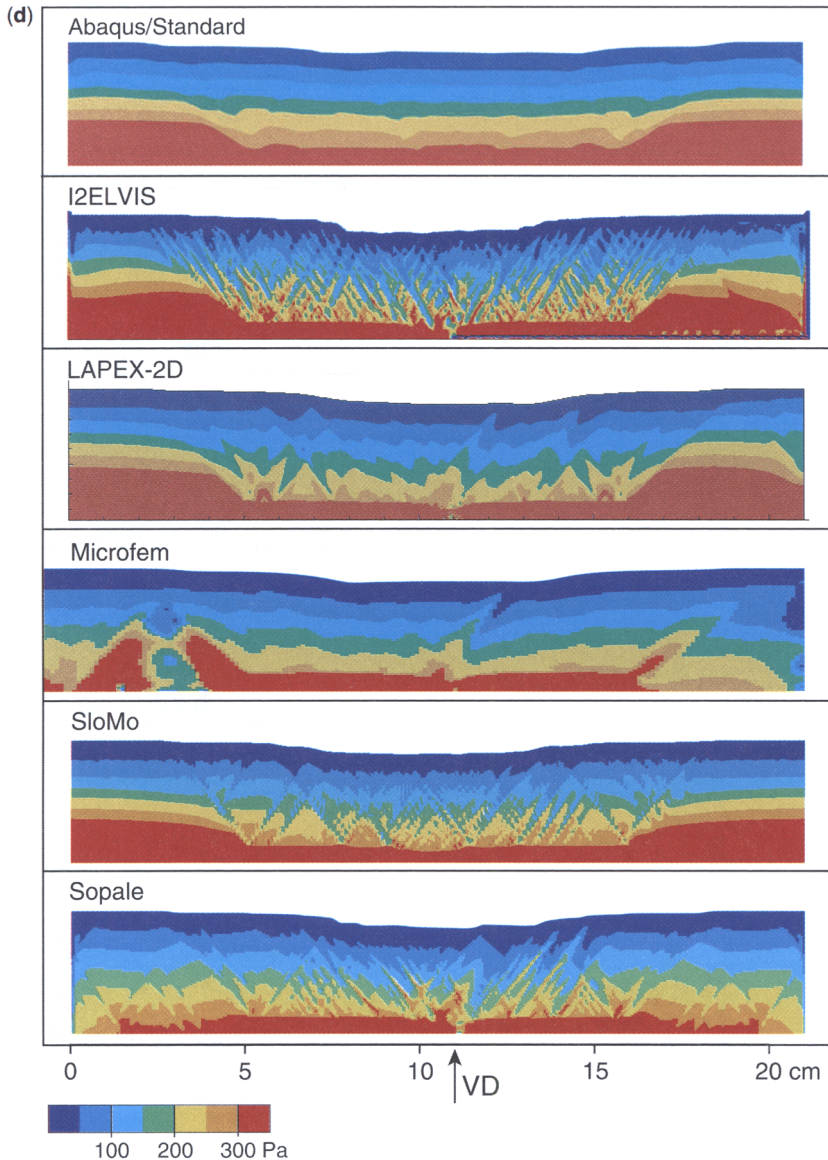 (d)
Abaqus/Standard
I2ELVIS
LAPEX-2D
Microfem
SloMo
Sopale
0 5 10 15 20 cm
VD
100 200 300 Pa